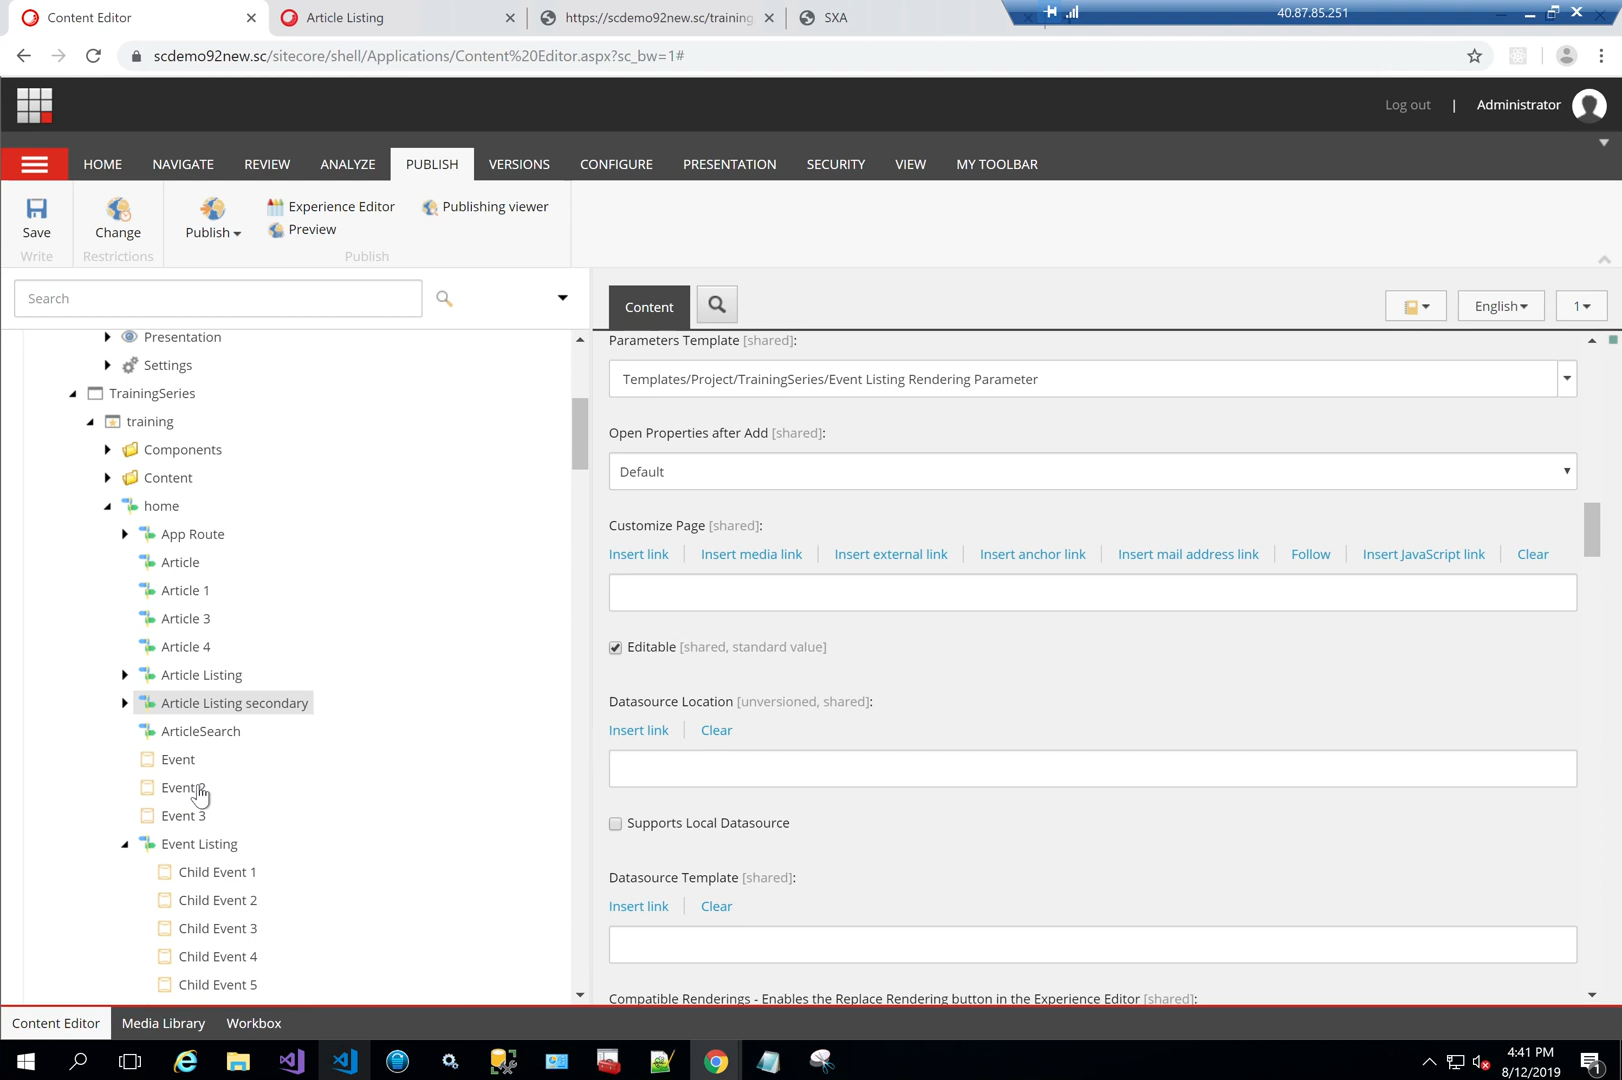 Content Editor
Article Listing
https://scdemo92new.sc/training
SXA
40.87.85.251
scdemo92new.sc/sitecore/shell/Applications/Content%20Editor.aspx?sc_bw=1#
Log out | Administrator
HOME NAVIGATE REVIEW ANALYZE PUBLISH VERSIONS CONFIGURE PRESENTATION SECURITY VIEW MY TOOLBAR
Save
Write
Change
Restrictions
Publish
Experience Editor
Preview
Publishing viewer
Publish
Search
Content
English
1
Presentation
Settings
TrainingSeries
training
Components
Content
home
App Route
Article
Article 1
Article 3
Article 4
Article Listing
Article Listing secondary
ArticleSearch
Event
Event 2
Event 3
Event Listing
Child Event 1
Child Event 2
Child Event 3
Child Event 4
Child Event 5
Parameters Template [shared]:
Templates/Project/TrainingSeries/Event Listing Rendering Parameter
Open Properties after Add [shared]:
Default
Customize Page [shared]:
Insert link Insert media link Insert external link Insert anchor link Insert mail address link Follow Insert JavaScript link Clear
Editable [shared, standard value]
Datasource Location [unversioned, shared]:
Insert link Clear
Supports Local Datasource
Datasource Template [shared]:
Insert link Clear
Compatible Renderings - Enables the Replace Rendering button in the Experience Editor [shared]:
Content Editor Media Library Workbox
4:41 PM
8/12/2019
1